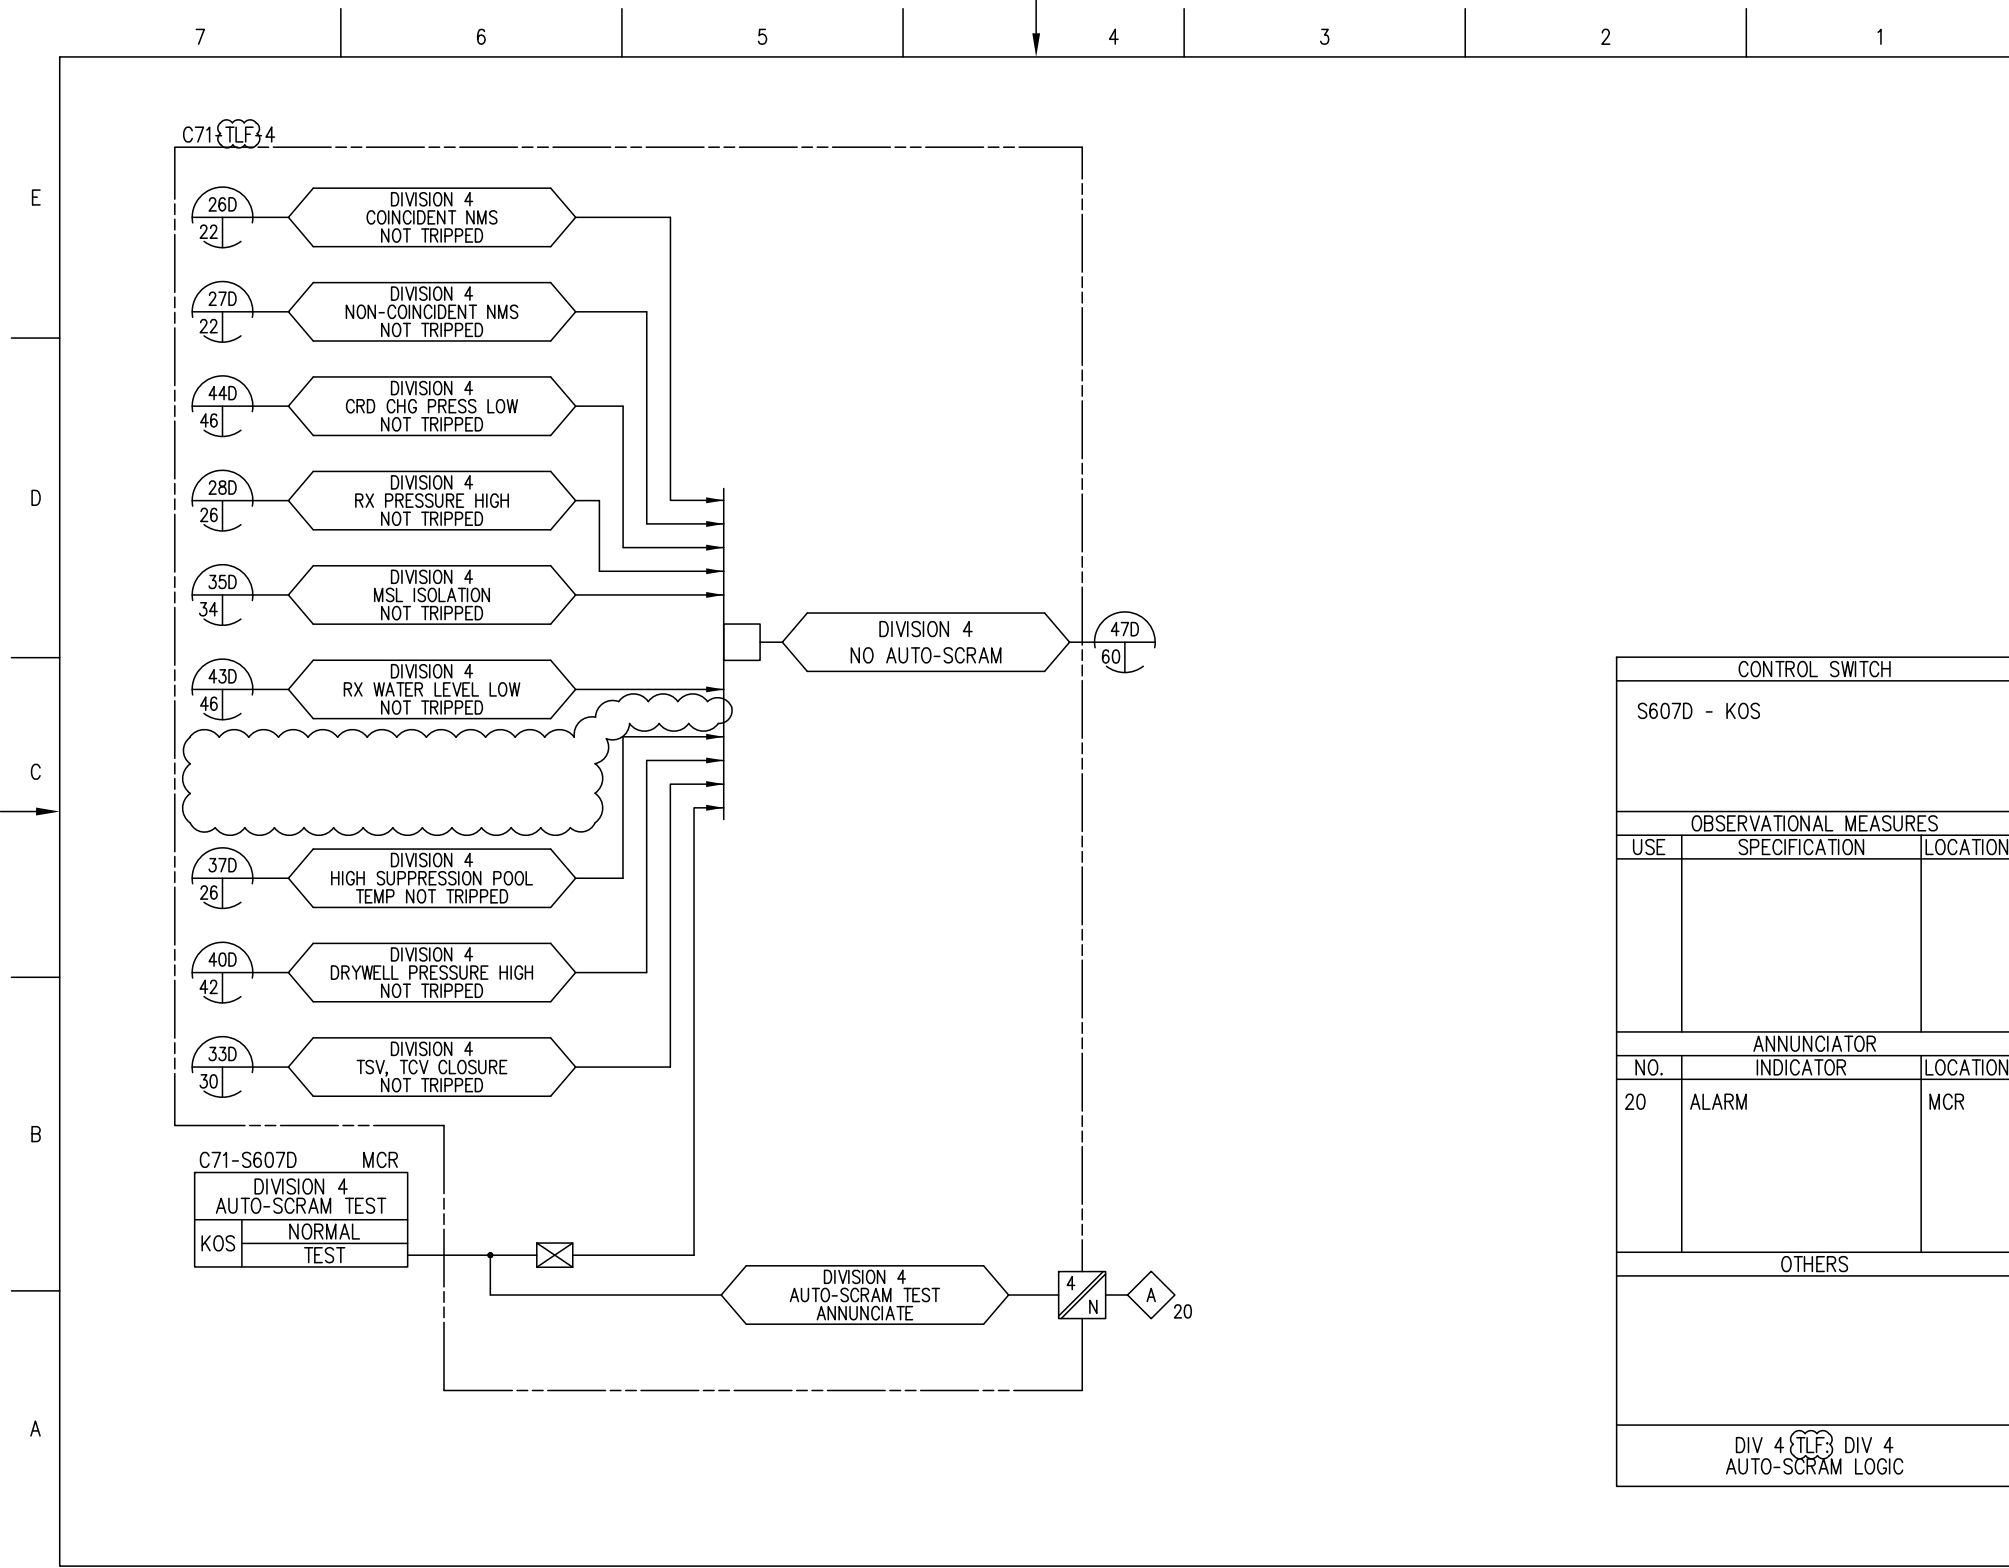 7 6 5 4 3 2 1
E
D
C
B
A
C71-TLF-4
26D
22
DIVISION 4
COINCIDENT NMS
NOT TRIPPED
27D
22
DIVISION 4
NON-COINCIDENT NMS
NOT TRIPPED
44D
46
DIVISION 4
CRD CHG PRESS LOW
NOT TRIPPED
28D
26
DIVISION 4
RX PRESSURE HIGH
NOT TRIPPED
35D
34
DIVISION 4
MSL ISOLATION
NOT TRIPPED
43D
46
DIVISION 4
RX WATER LEVEL LOW
NOT TRIPPED
37D
26
DIVISION 4
HIGH SUPPRESSION POOL
TEMP NOT TRIPPED
40D
42
DIVISION 4
DRYWELL PRESSURE HIGH
NOT TRIPPED
33D
30
DIVISION 4
TSV, TCV CLOSURE
NOT TRIPPED
DIVISION 4
NO AUTO-SCRAM
47D
60
C71-S607D MCR
DIVISION 4
AUTO-SCRAM TEST
KOS
NORMAL
TEST
DIVISION 4
AUTO-SCRAM TEST
ANNUNCIATE
4
N
A
20
CONTROL SWITCH
S607D - KOS
OBSERVATIONAL MEASURES
USE SPECIFICATION LOCATION
ANNUNCIATOR
NO. INDICATOR LOCATION
20 ALARM MCR
OTHERS
DIV 4 TLF: DIV 4
AUTO-SCRAM LOGIC